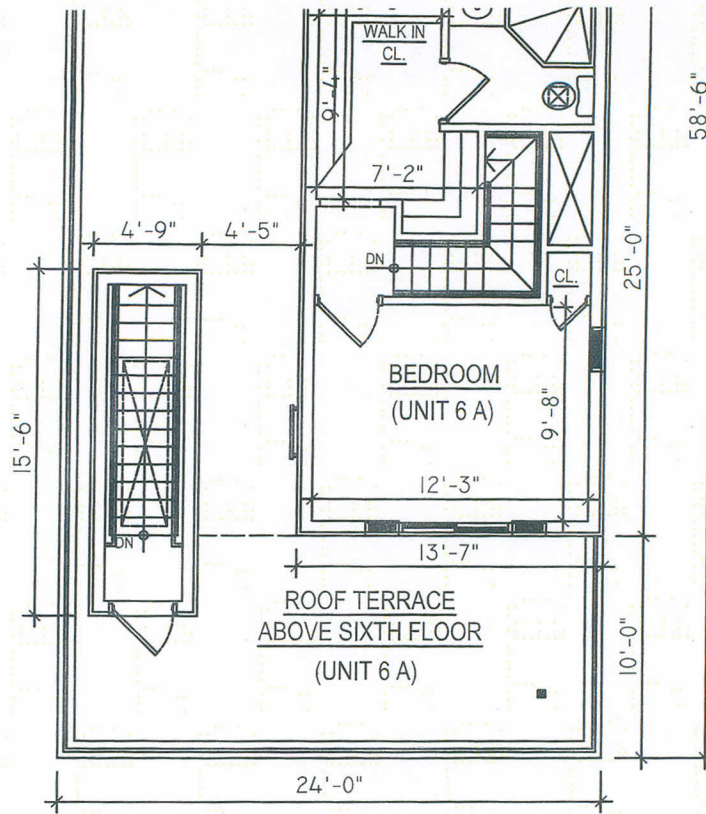 WALK IN
CL.
9'-4"
58'-6"
7'-2"
4'-9"
4'-5"
DN
CL.
25'-0"
BEDROOM
(UNIT 6 A)
9'-8"
15'-6"
12'-3"
DN
13'-7"
ROOF TERRACE
ABOVE SIXTH FLOOR
(UNIT 6 A)
10'-0"
24'-0"